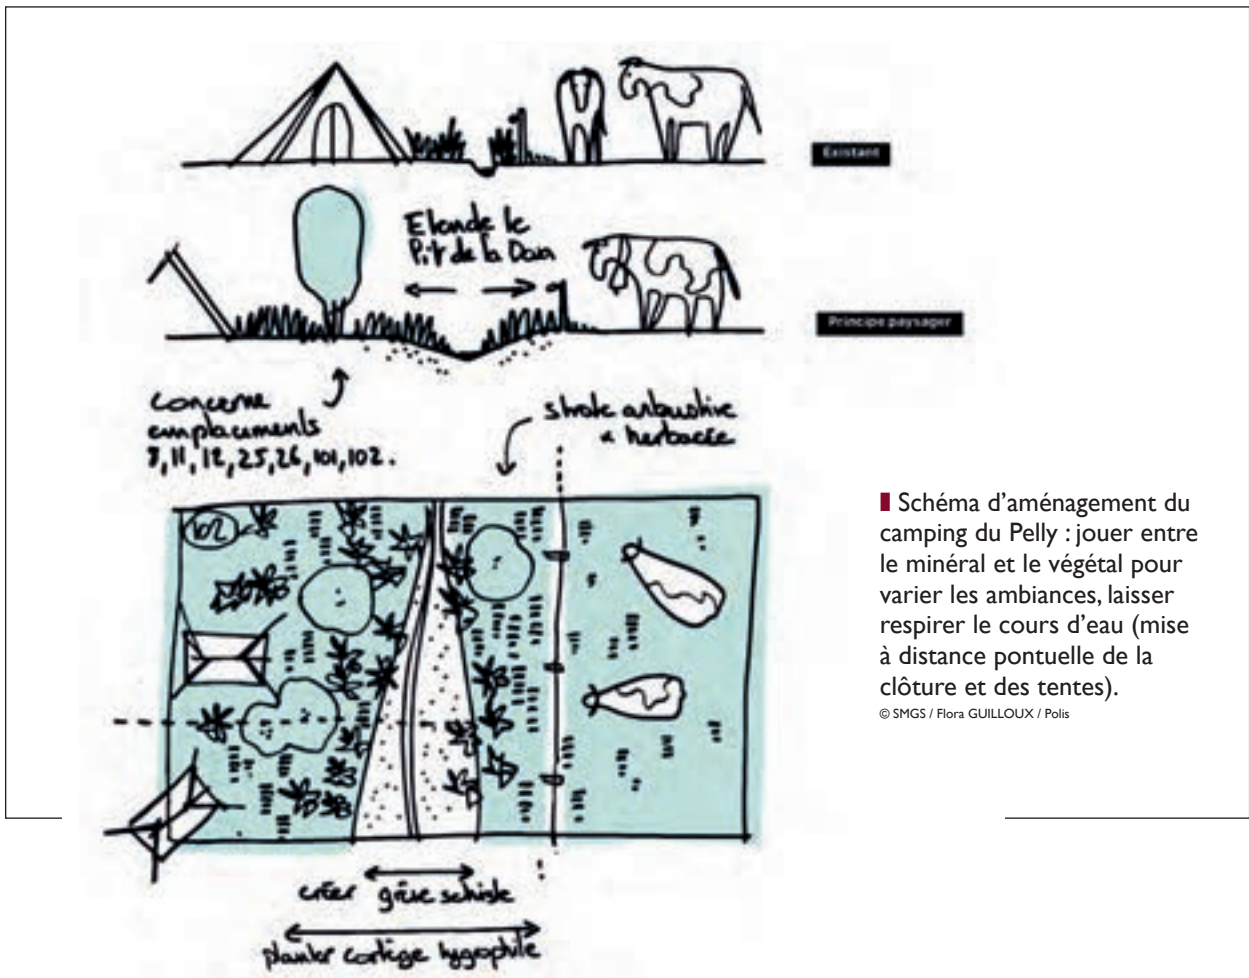 Existant
Elande le
Pit de la Dan
Principe paysager
concerne
emplacements
8, 11, 12, 25, 26, 101, 102.
strate arbustive
& herbacée
Schéma d'aménagement du
camping du Pelly : jouer entre
le minéral et le végétal pour
varier les ambiances, laisser
respirer le cours d'eau (mise
à distance pontuelle de la
clôture et des tentes).
© SMGS / Flora GUILLOUX / Polis
créer grève schiste
planter cortège hygrophile